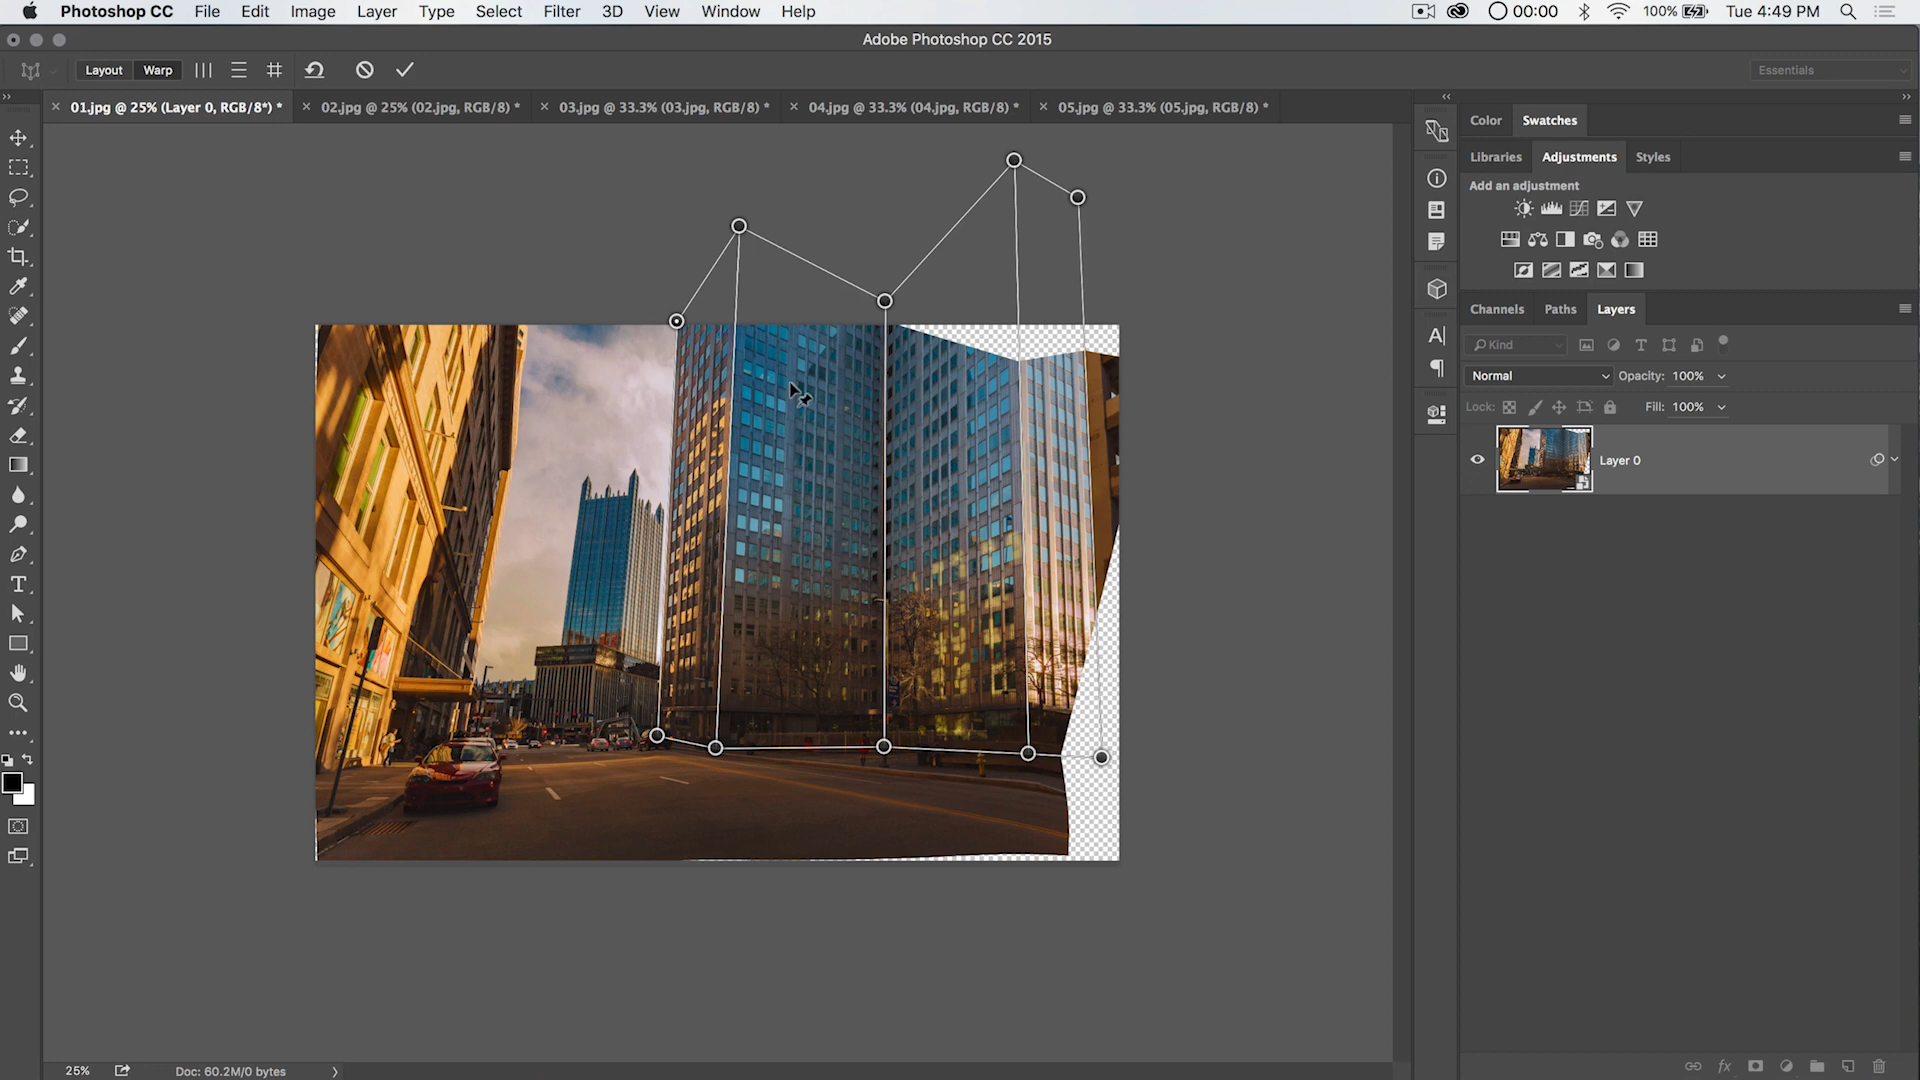 Photoshop CC File Edit Image Layer Type Select Filter 3D View Window Help 00:00 100% Tue 4:49 PM
Adobe Photoshop CC 2015
Layout Warp Essentials
01.jpg @ 25% (Layer 0, RGB/8*) * 02.jpg @ 25% (02.jpg, RGB/8) * 03.jpg @ 33.3% (03.jpg, RGB/8) * 04.jpg @ 33.3% (04.jpg, RGB/8) * 05.jpg @ 33.3% (05.jpg, RGB/8) *
Color Swatches
Libraries Adjustments Styles
Add an adjustment
Channels Paths Layers
Kind
Normal Opacity: 100%
Lock: Fill: 100%
Layer 0
25% Doc: 60.2M/0 bytes